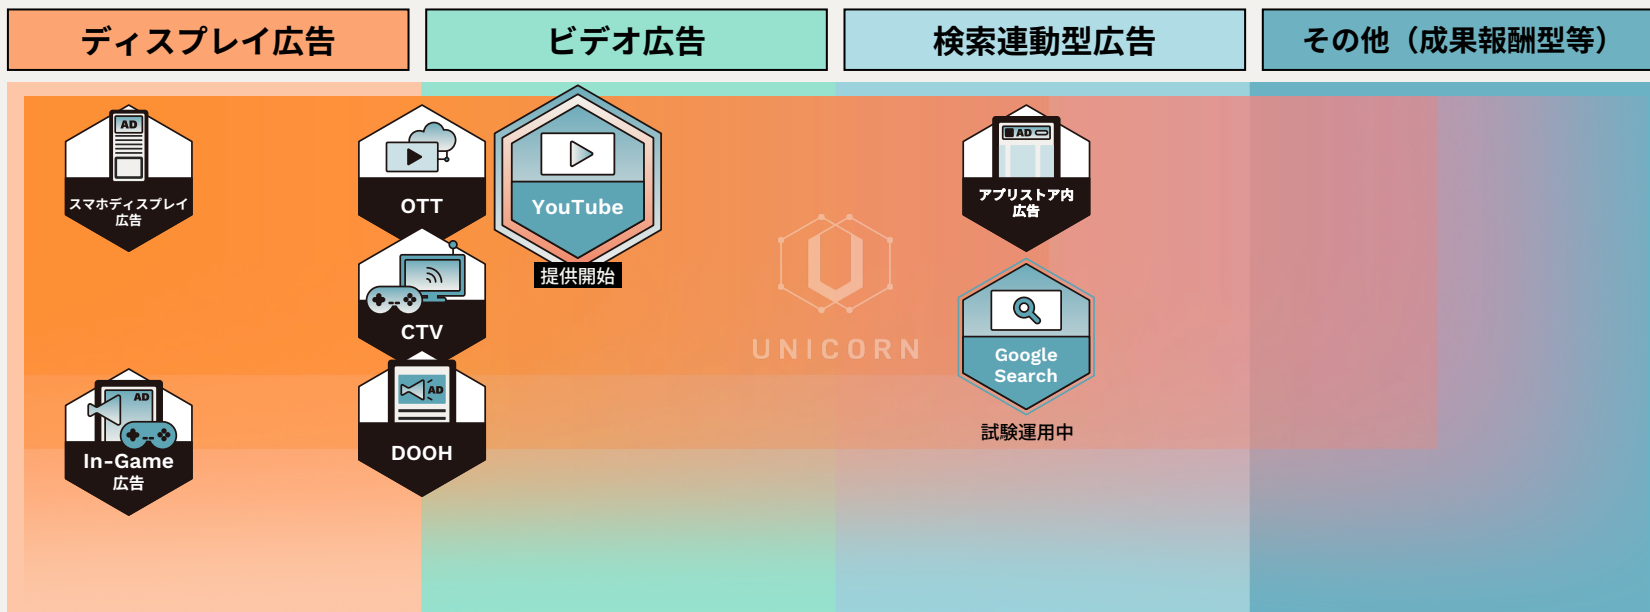 ディスプレイ広告
ビデオ広告
検索連動型広告
その他（成果報酬型等）
AD
スマホディスプレイ
広告
OTT
YouTube
提供開始
AD
アプリストア内
広告
CTV
UNICORN
Google
Search
試験運用中
AD
In-Game
広告
AD
DOOH